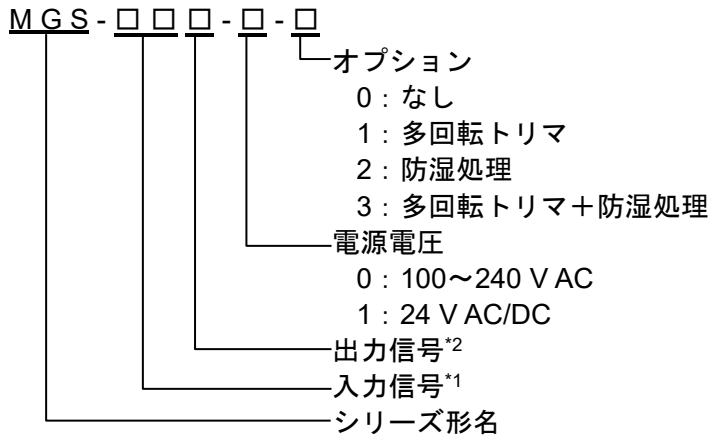 MGS-□□□-□-□
オプション
0：なし
1：多回転トリマ
2：防湿処理
3：多回転トリマ＋防湿処理
電源電圧
0：100～240 V AC
1：24 V AC/DC
出力信号*2
入力信号*1
シリーズ形名